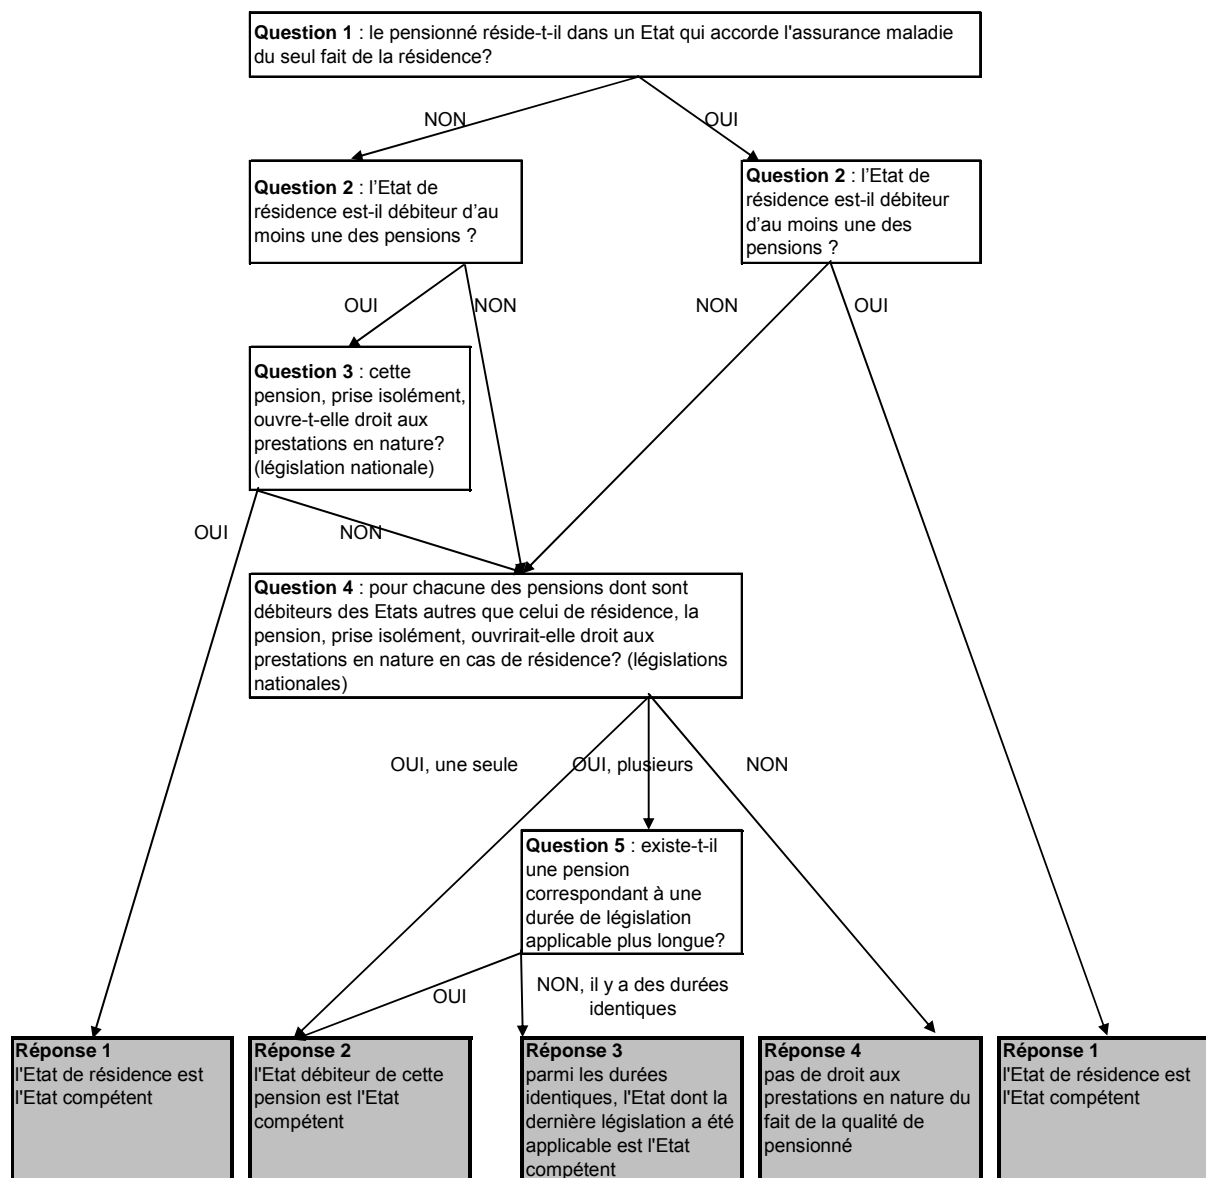 Question 1 : le pensionné réside-t-il dans un Etat qui accorde l'assurance maladie
du seul fait de la résidence?
NON
OUI
Question 2 : l'Etat de
résidence est-il débiteur d'au
moins une des pensions ?
Question 2 : l'Etat de
résidence est-il débiteur
d'au moins une des
pensions ?
OUI
NON
NON
OUI
Question 3 : cette
pension, prise isolément,
ouvre-t-elle droit aux
prestations en nature?
(législation nationale)
OUI
NON
Question 4 : pour chacune des pensions dont sont
débiteurs des Etats autres que celui de résidence, la
pension, prise isolément, ouvrirait-elle droit aux
prestations en nature en cas de résidence? (législations
nationales)
OUI, une seule
OUI, plusieurs
NON
Question 5 : existe-t-il
une pension
correspondant à une
durée de législation
applicable plus longue?
OUI
NON, il y a des durées
identiques
Réponse 1
l'Etat de résidence est
l'Etat compétent
Réponse 2
l'Etat débiteur de cette
pension est l'Etat
compétent
Réponse 3
parmi les durées
identiques, l'Etat dont la
dernière législation a été
applicable est l'Etat
compétent
Réponse 4
pas de droit aux
prestations en nature du
fait de la qualité de
pensionné
Réponse 1
l'Etat de résidence est
l'Etat compétent